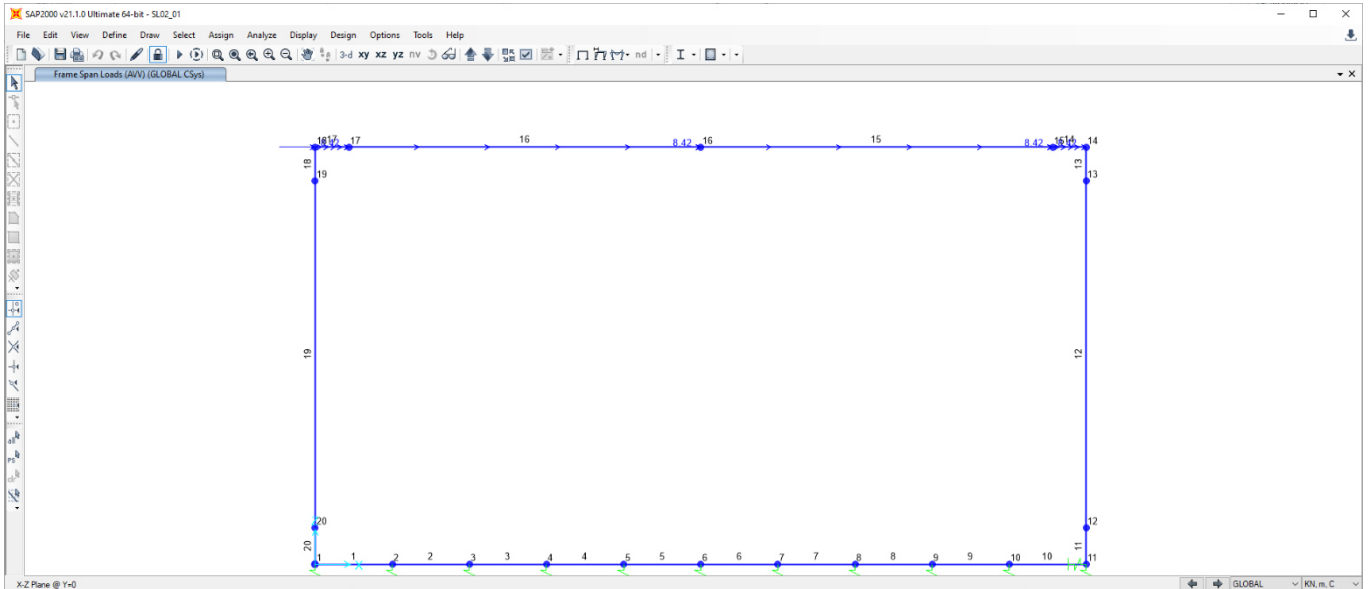 SAP2000 v21.1.0 Ultimate 64-bit - SL02_01
File Edit View Define Draw Select Assign Analyze Display Design Options Tools Help
3-d xy xz yz nv nd
Frame Span Loads (AVV) (GLOBAL CSys)
17 16 8.42 16 15 8.42 14
18 13
19 13
19 12
20 12
20 11
1 1 2 2 3 3 4 4 5 5 6 6 7 7 8 8 9 9 10 10 11
X
X-Z Plane @ Y=0 GLOBAL KN, m, C